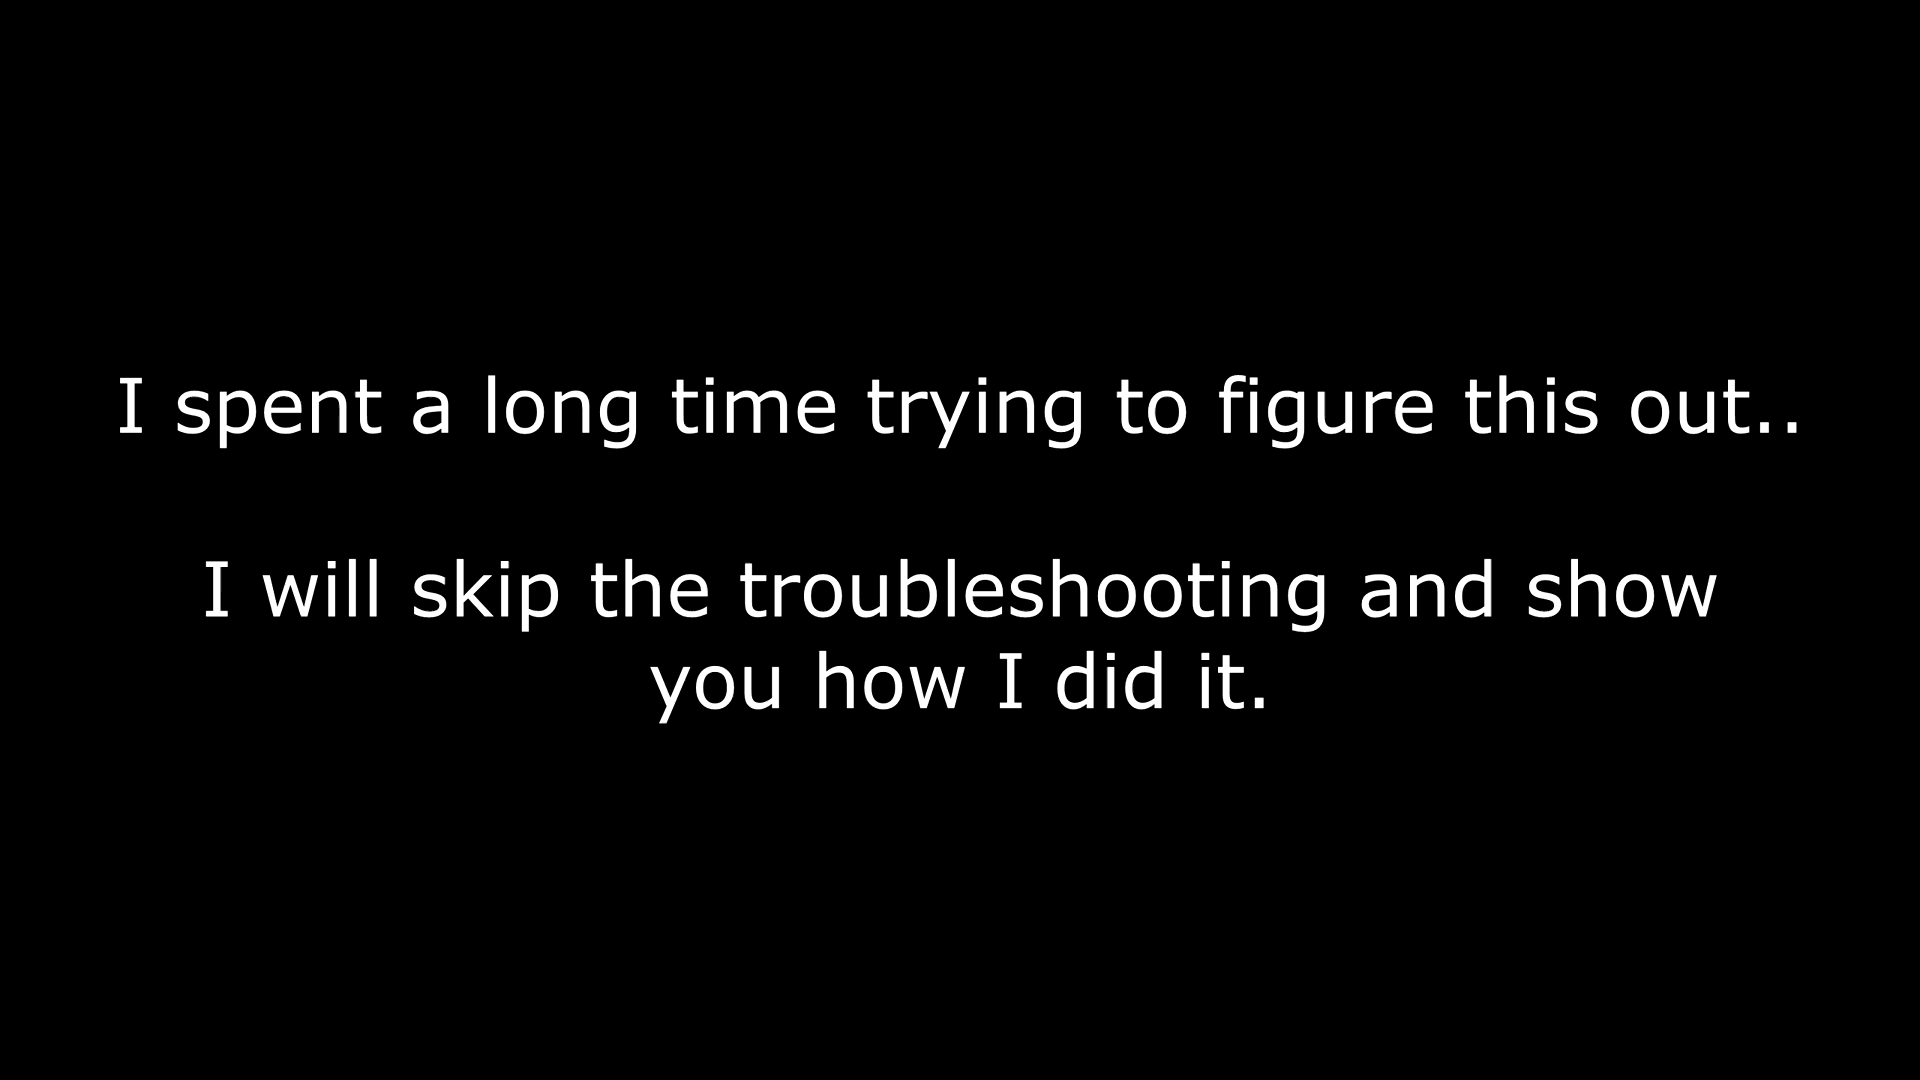 I spent a long time trying to figure this out..
I will skip the troubleshooting and show
you how I did it.